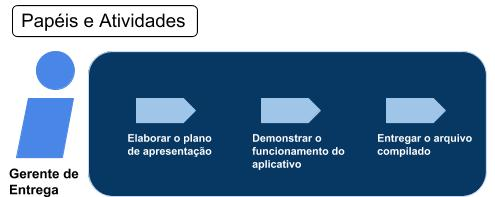 Papéis e Atividades
Elaborar o plano
de apresentação
Demonstrar o
funcionamento do
aplicativo
Entregar o arquivo
compilado
Gerente de
Entrega